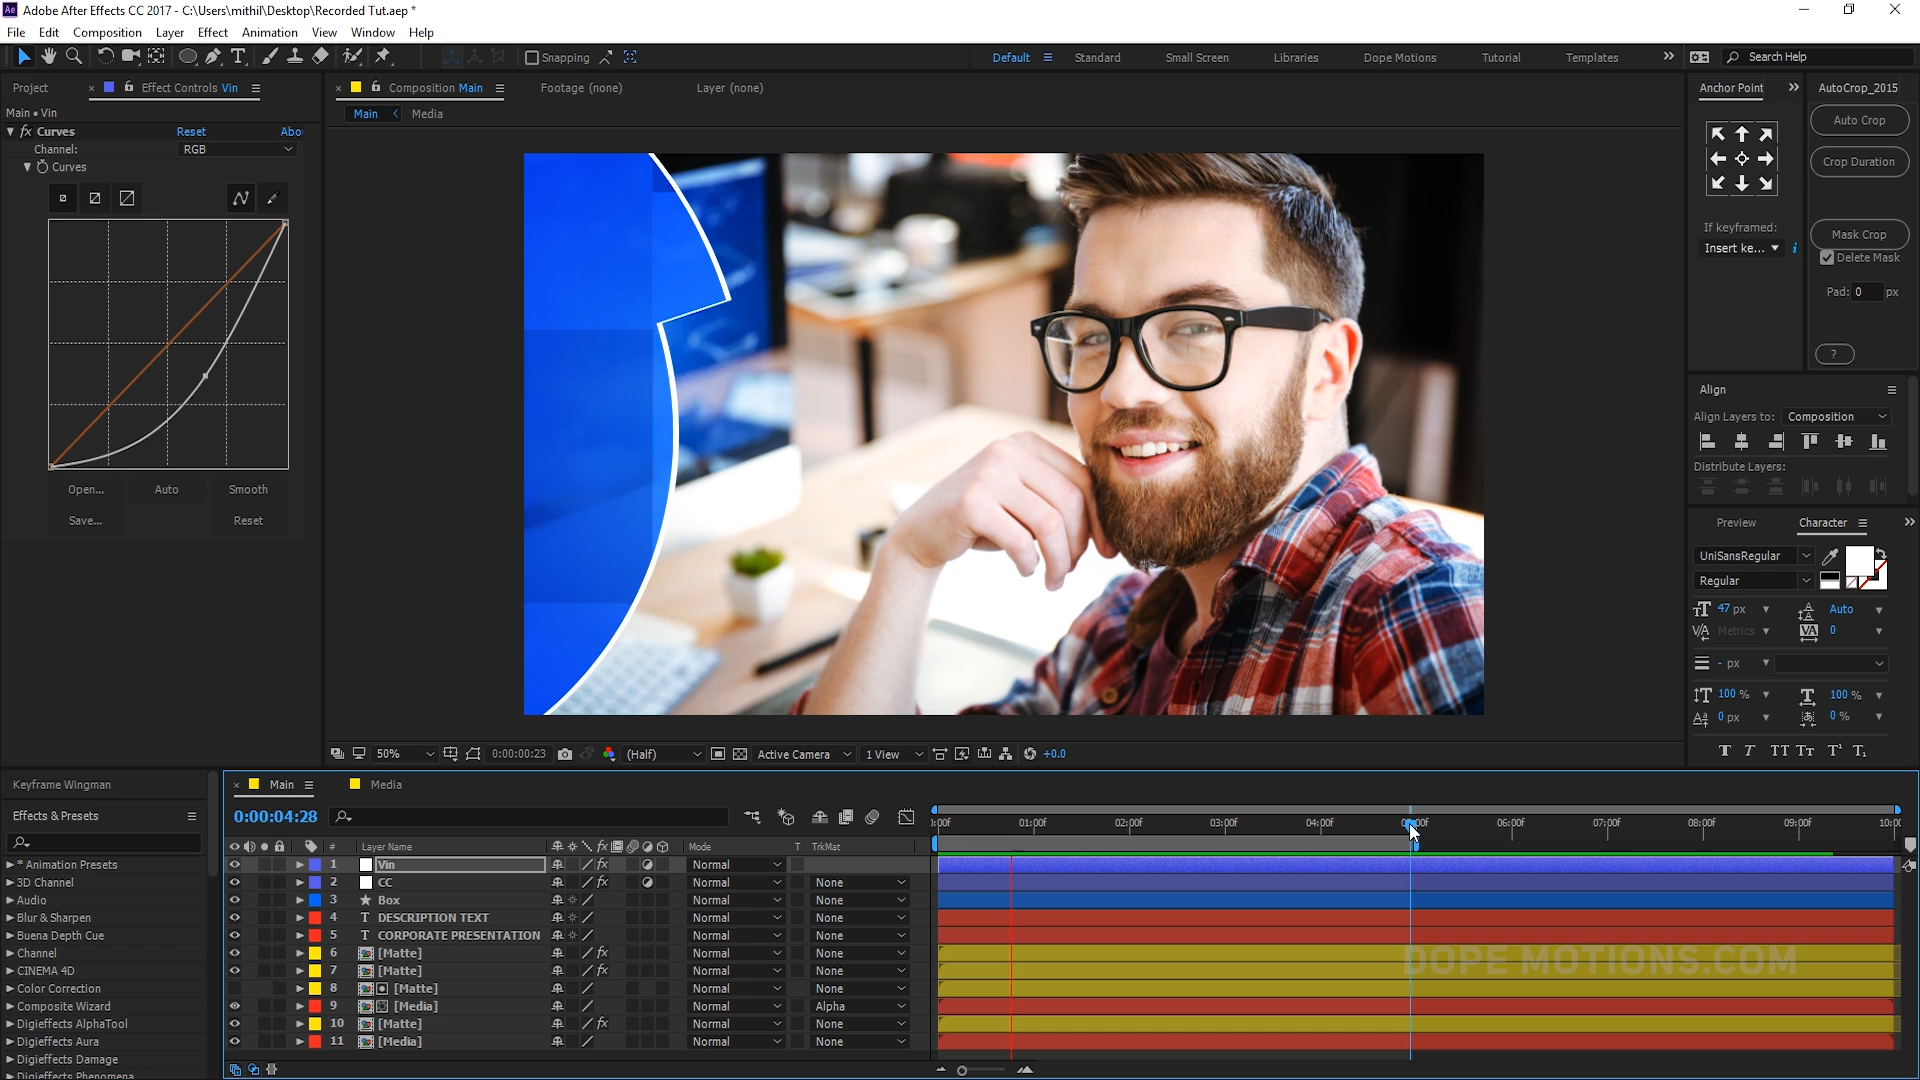 Ae Adobe After Effects CC 2017 - C:\Users\mithil\Desktop\Recorded Tut.aep *
File Edit Composition Layer Effect Animation View Window Help
Snapping Default Standard Small Screen Libraries Dope Motions Tutorial Templates Search Help
Project Effect Controls Vin Composition Main Footage (none) Layer (none) Anchor Point AutoCrop_2015
Main • Vin
Main Media
fx Curves Reset Abo
Channel: RGB
Curves
Open... Auto Smooth
Save... Reset
Auto Crop
Crop Duration
If keyframed:
Insert ke... i
Mask Crop
Delete Mask
Pad: 0 px
?
Align
Align Layers to: Composition
Distribute Layers:
Preview Character
UniSansRegular
Regular
47 px Auto
Metrics 0
- px
100 % 100 %
0 px 0 %
50% 0:00:00:23 (Half) Active Camera 1 View +0.0
Keyframe Wingman
Effects & Presets
* Animation Presets
3D Channel
Audio
Blur & Sharpen
Buena Depth Cue
Channel
CINEMA 4D
Color Correction
Composite Wizard
Digieffects AlphaTool
Digieffects Aura
Digieffects Damage
Digieffects Phenomena
Main Media
0:00:04:28
:00f 01:00f 02:00f 03:00f 04:00f 06:00f 07:00f 08:00f 09:00f 10:0
# Layer Name Mode T TrkMat
1 Vin Normal
2 CC Normal None
3 Box Normal None
4 T DESCRIPTION TEXT Normal None
5 T CORPORATE PRESENTATION Normal None
6 [Matte] Normal None
7 [Matte] Normal None
8 [Matte] Normal None
9 [Media] Normal Alpha
10 [Matte] Normal None
11 [Media] Normal None
DOPE MOTIONS.COM